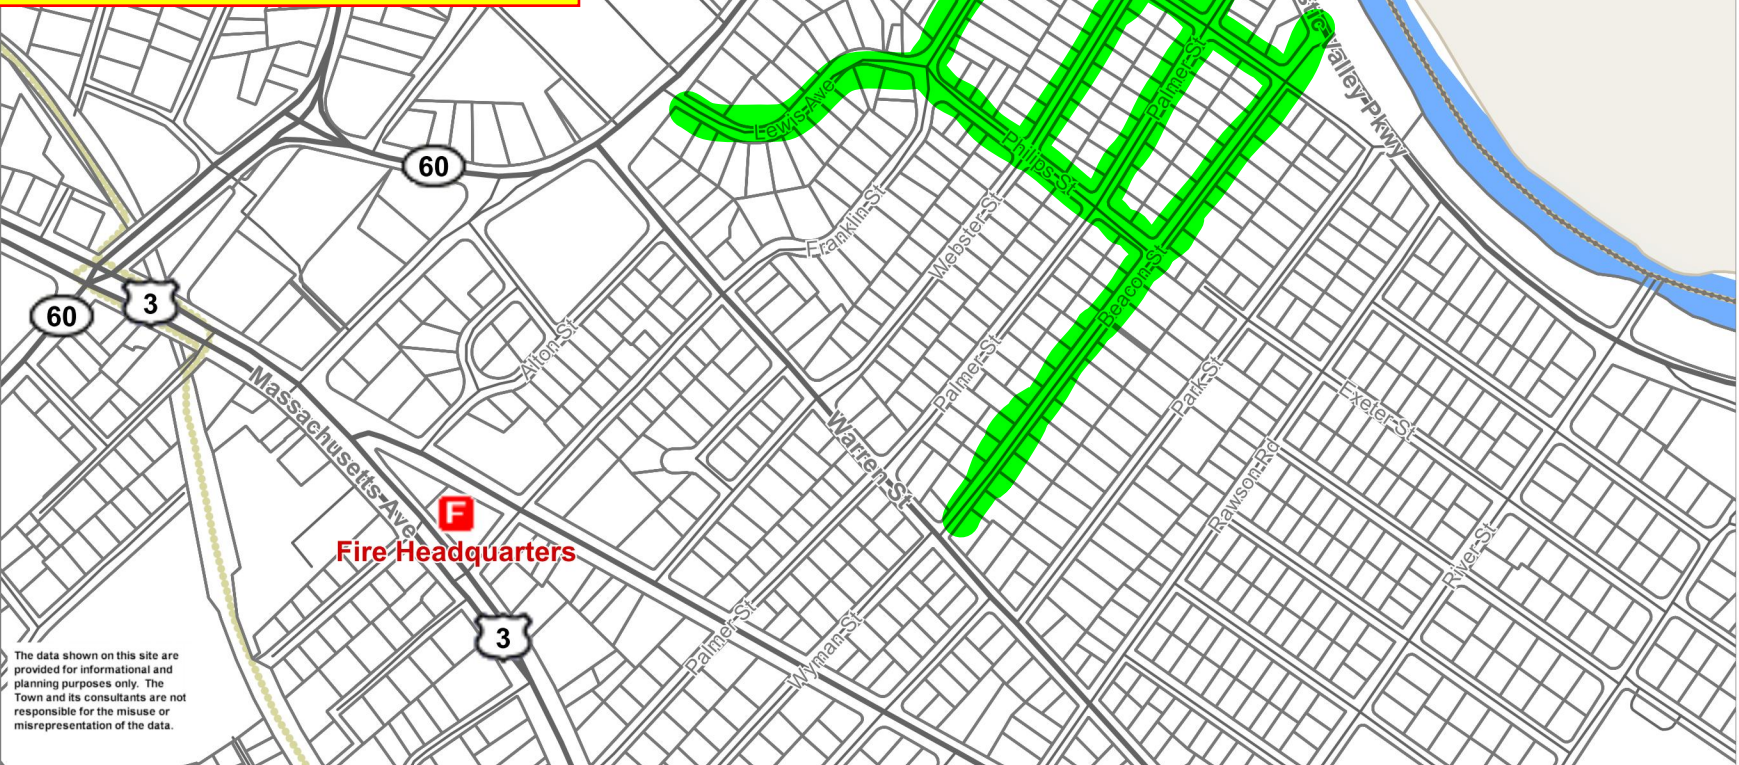 stic Valley Pkwy
Palmer St
Lewis Ave
Philips St
60
Franklin St
Webster St
Beacon St
3
60
Alton St
Palmer St
Park St
Massachusetts Ave
Warren St
Exeter St
Rawson Rd
F
Fire Headquarters
River St
3
Palmer St
Wyman St
The data shown on this site are
provided for informational and
planning purposes only. The
Town and its consultants are not
responsible for the misuse or
misrepresentation of the data.